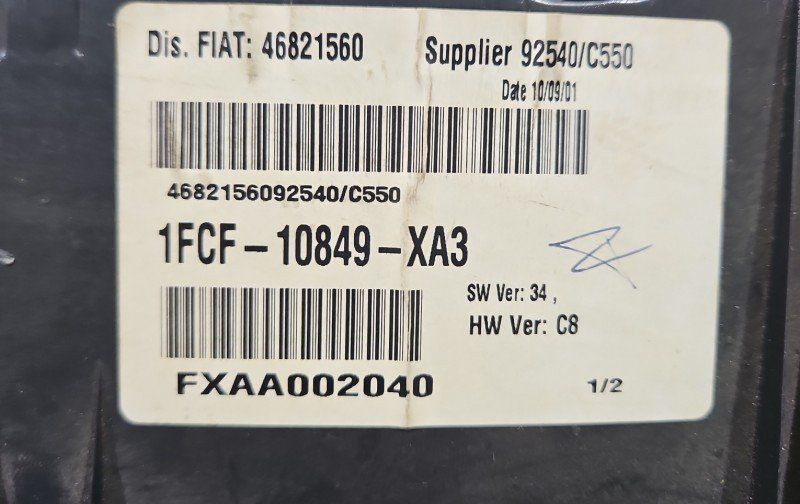 Dis. FIAT: 46821560 Supplier 92540/C550
Date 10/09/01
4682156092540/C550
1FCF-10849-XA3
SW Ver: 34 ,
HW Ver: C8
FXAA002040 1/2